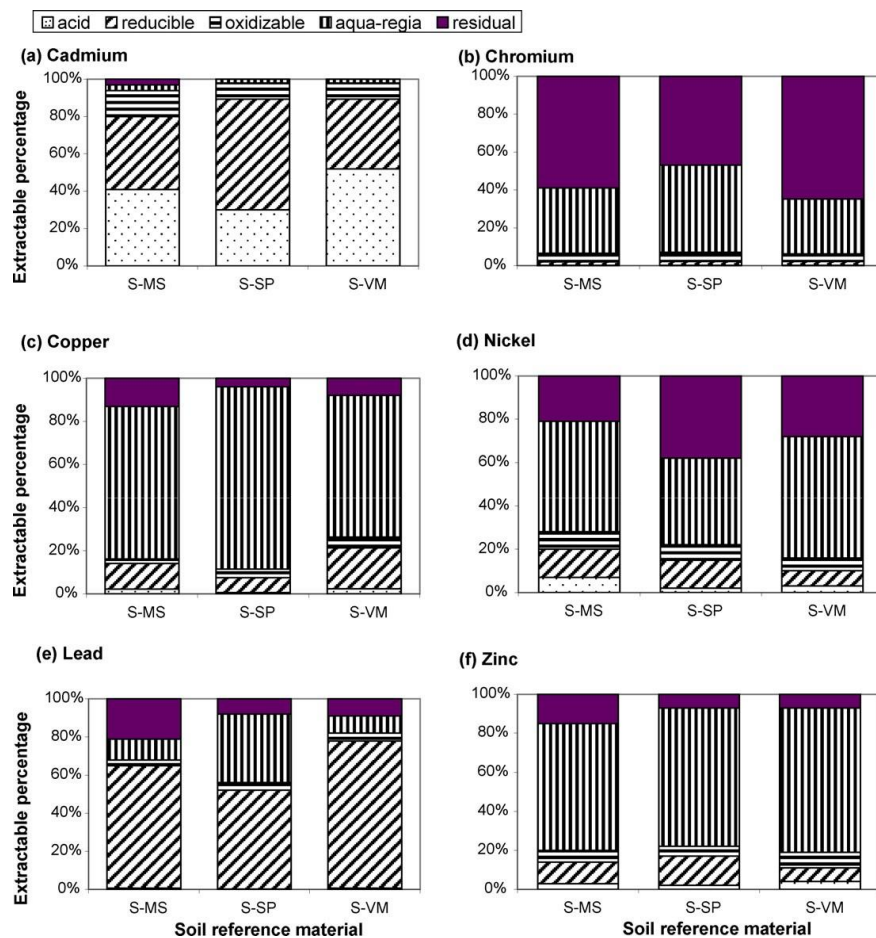 acid reducible oxidizable aqua-regia residual
(a) Cadmium
Extractable percentage
100%
80%
60%
40%
20%
0%
S-MS S-SP S-VM
(b) Chromium
100%
80%
60%
40%
20%
0%
S-MS S-SP S-VM
(c) Copper
Extractable percentage
100%
80%
60%
40%
20%
0%
S-MS S-SP S-VM
(d) Nickel
100%
80%
60%
40%
20%
0%
S-MS S-SP S-VM
(e) Lead
Extractable percentage
100%
80%
60%
40%
20%
0%
S-MS S-SP S-VM
Soil reference material
(f) Zinc
100%
80%
60%
40%
20%
0%
S-MS S-SP S-VM
Soil reference material